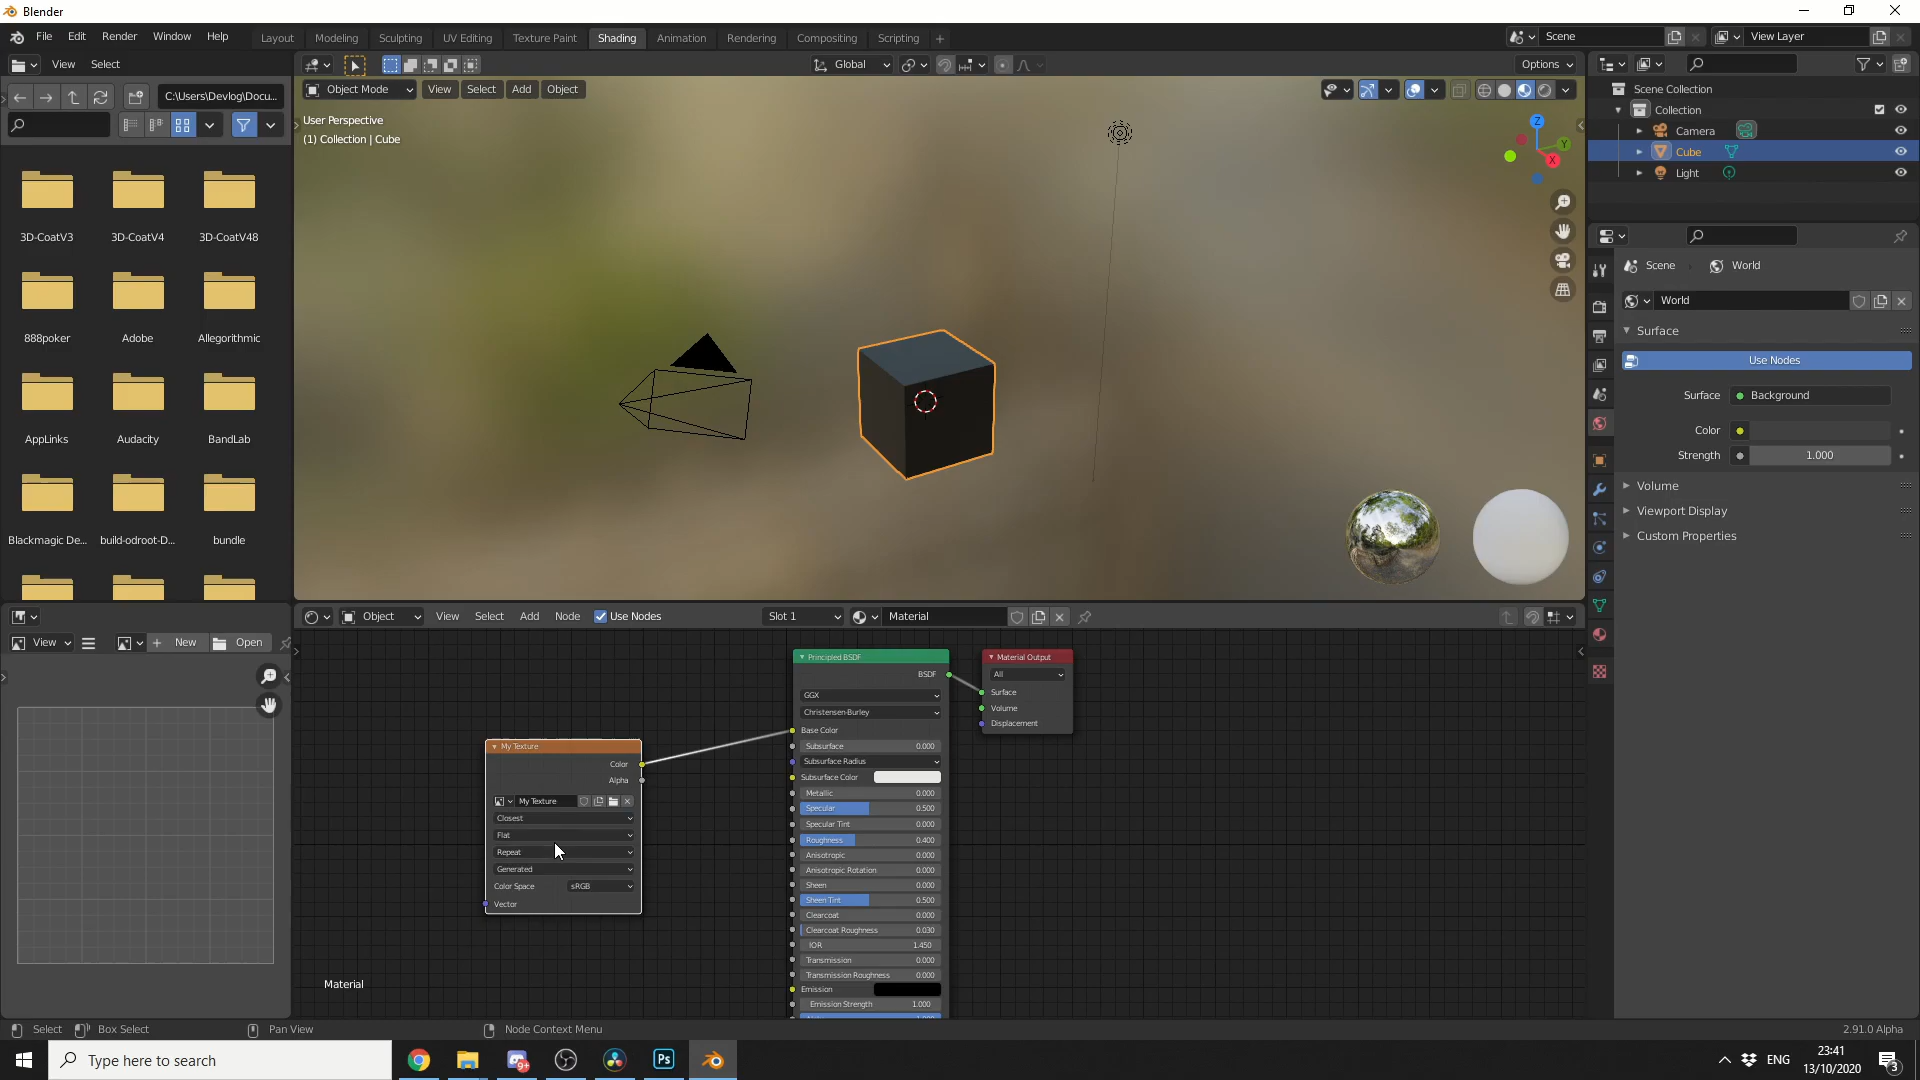 Blender
File Edit Render Window Help Layout Modeling Sculpting UV Editing Texture Paint Shading Animation Rendering Compositing Scripting + Scene View Layer
View Select
Global Options
C:\Users\Devlog\Docu...
Object Mode View Select Add Object
User Perspective
(1) Collection | Cube
3D-CoatV3 3D-CoatV4 3D-CoatV48
888poker Adobe Allegorithmic
AppLinks Audacity BandLab
Blackmagic De... build-odroot-D... bundle
Z
Y
X
Scene Collection
Collection
Camera
Cube
Light
Scene World
World
Surface
Use Nodes
Surface Background
Color
Strength 1.000
Volume
Viewport Display
Custom Properties
Object View Select Add Node Use Nodes Slot 1 Material
View New Open
My Texture
Color
Alpha
My Texture
Closest
Flat
Repeat
Generated
Color Space sRGB
Vector
Principled BSDF
BSDF
GGX
Christensen-Burley
Base Color
Subsurface 0.000
Subsurface Radius
Subsurface Color
Metallic 0.000
Specular 0.500
Specular Tint 0.000
Roughness 0.400
Anisotropic 0.000
Anisotropic Rotation 0.000
Sheen 0.000
Sheen Tint 0.500
Clearcoat 0.000
Clearcoat Roughness 0.030
IOR 1.450
Transmission 0.000
Transmission Roughness 0.000
Emission
Emission Strength 1.000
Material Output
All
Surface
Volume
Displacement
Material
Select Box Select Pan View Node Context Menu 2.91.0 Alpha
Type here to search
9+
Ps
ENG
23:41
13/10/2020
3